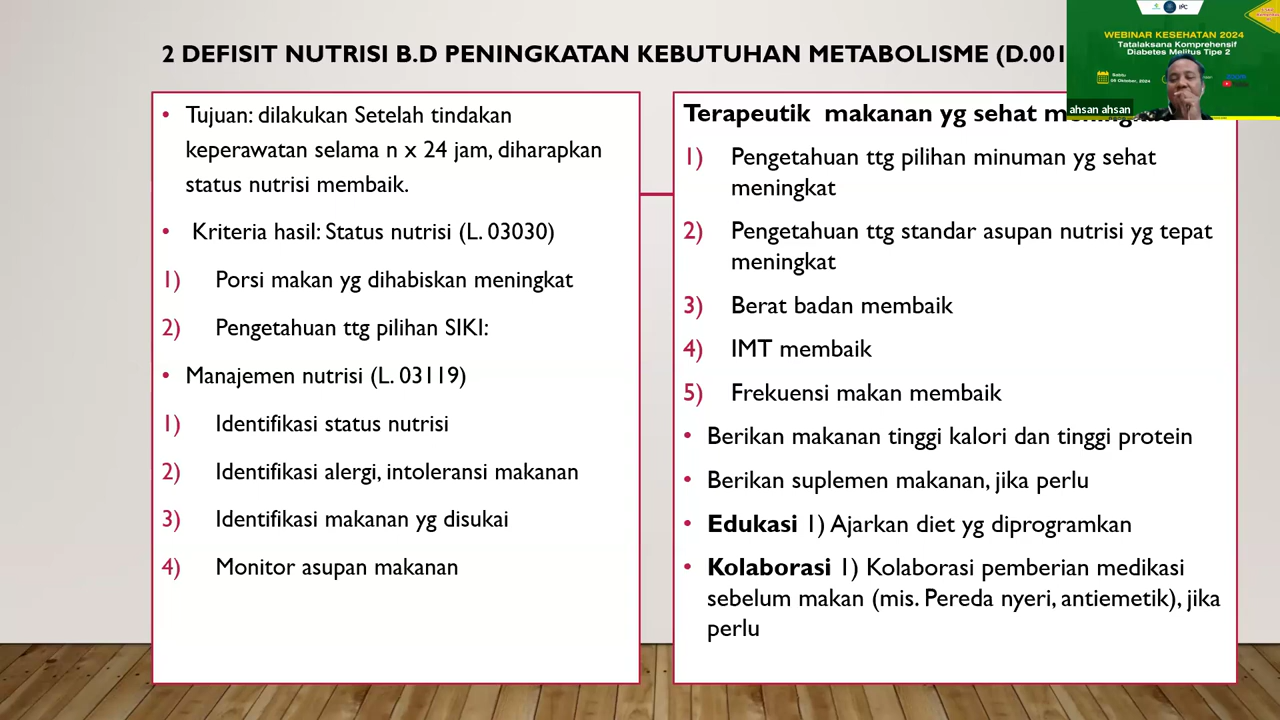 2 DEFISIT NUTRISI B.D PENINGKATAN KEBUTUHAN METABOLISME (D.001
Tujuan: dilakukan Setelah tindakan
keperawatan selama n x 24 jam, diharapkan
status nutrisi membaik.
Kriteria hasil: Status nutrisi (L. 03030)
1) Porsi makan yg dihabiskan meningkat
2) Pengetahuan ttg pilihan SIKI:
Manajemen nutrisi (L. 03119)
1) Identifikasi status nutrisi
2) Identifikasi alergi, intoleransi makanan
3) Identifikasi makanan yg disukai
4) Monitor asupan makanan
Terapeutik makanan yg sehat meningkat
1) Pengetahuan ttg pilihan minuman yg sehat
meningkat
2) Pengetahuan ttg standar asupan nutrisi yg tepat
meningkat
3) Berat badan membaik
4) IMT membaik
5) Frekuensi makan membaik
Berikan makanan tinggi kalori dan tinggi protein
Berikan suplemen makanan, jika perlu
Edukasi 1) Ajarkan diet yg diprogramkan
Kolaborasi 1) Kolaborasi pemberian medikasi
sebelum makan (mis. Pereda nyeri, antiemetik), jika
perlu
IPC
WEBINAR KESEHATAN 2024
Tatalaksana Komprehensif
Diabetes Melitus Tipe 2
Sabtu
ahsan ahsan